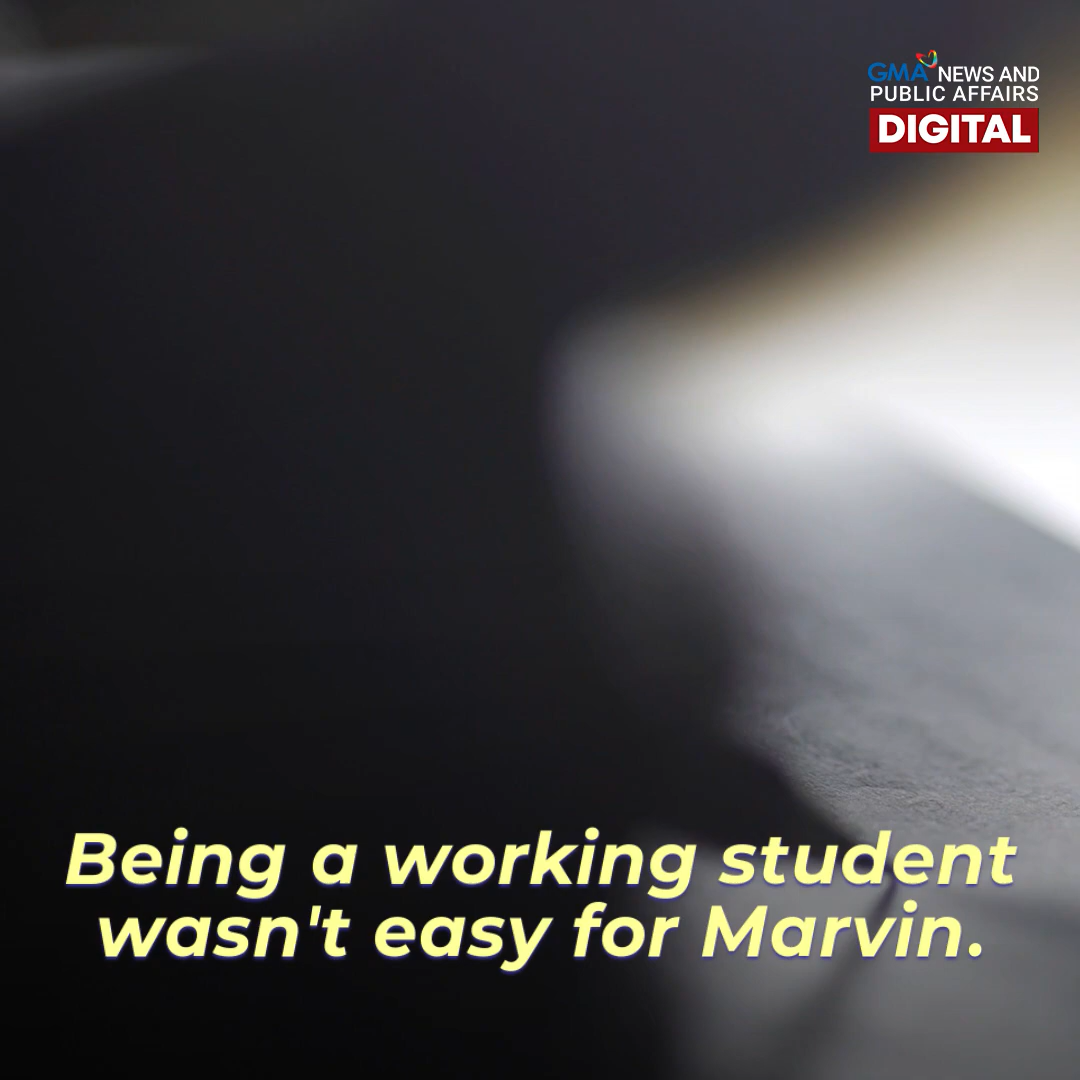 GMA NEWS AND
PUBLIC AFFAIRS
DIGITAL
Being a working student
wasn't easy for Marvin.